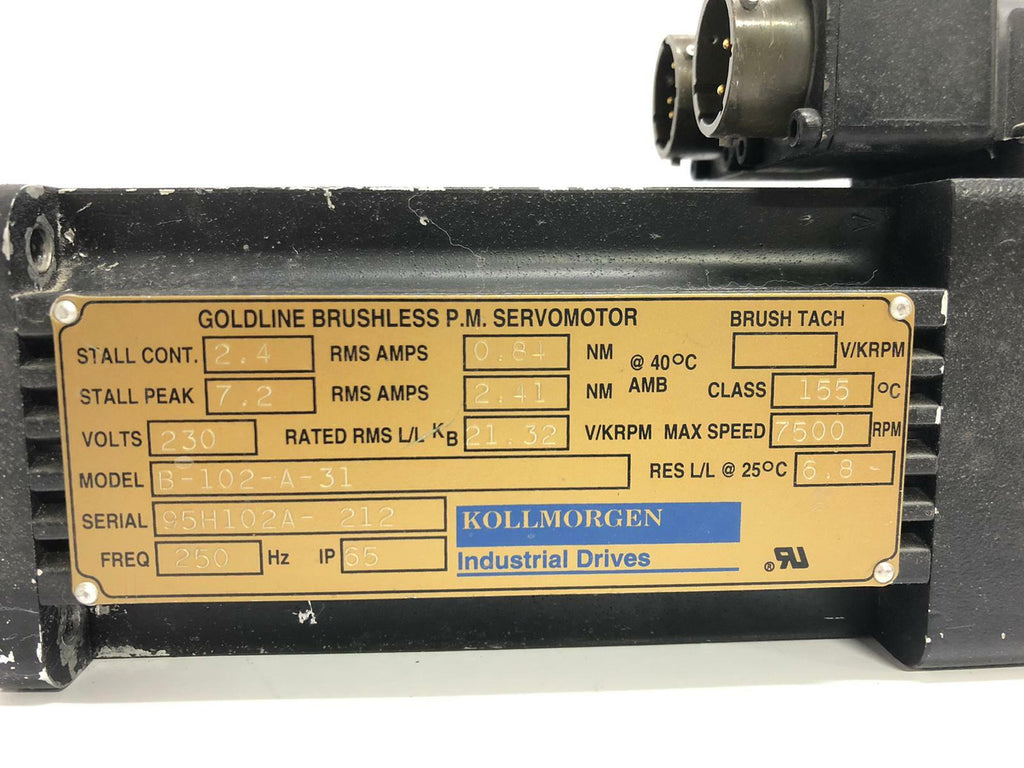 GOLDLINE BRUSHLESS P.M. SERVOMOTOR BRUSH TACH
STALL CONT. 2.4 RMS AMPS 0.84 NM @ 40°C AMB V/KRPM
STALL PEAK 7.2 RMS AMPS 2.41 NM CLASS 155 °C
VOLTS 230 RATED RMS L/L KB 21.32 V/KRPM MAX SPEED 7500 RPM
MODEL B-102-A-31 RES L/L @ 25°C 6.8 -
SERIAL 95H102A- 212 KOLLMORGEN
FREQ 250 Hz IP 65 Industrial Drives ® RU